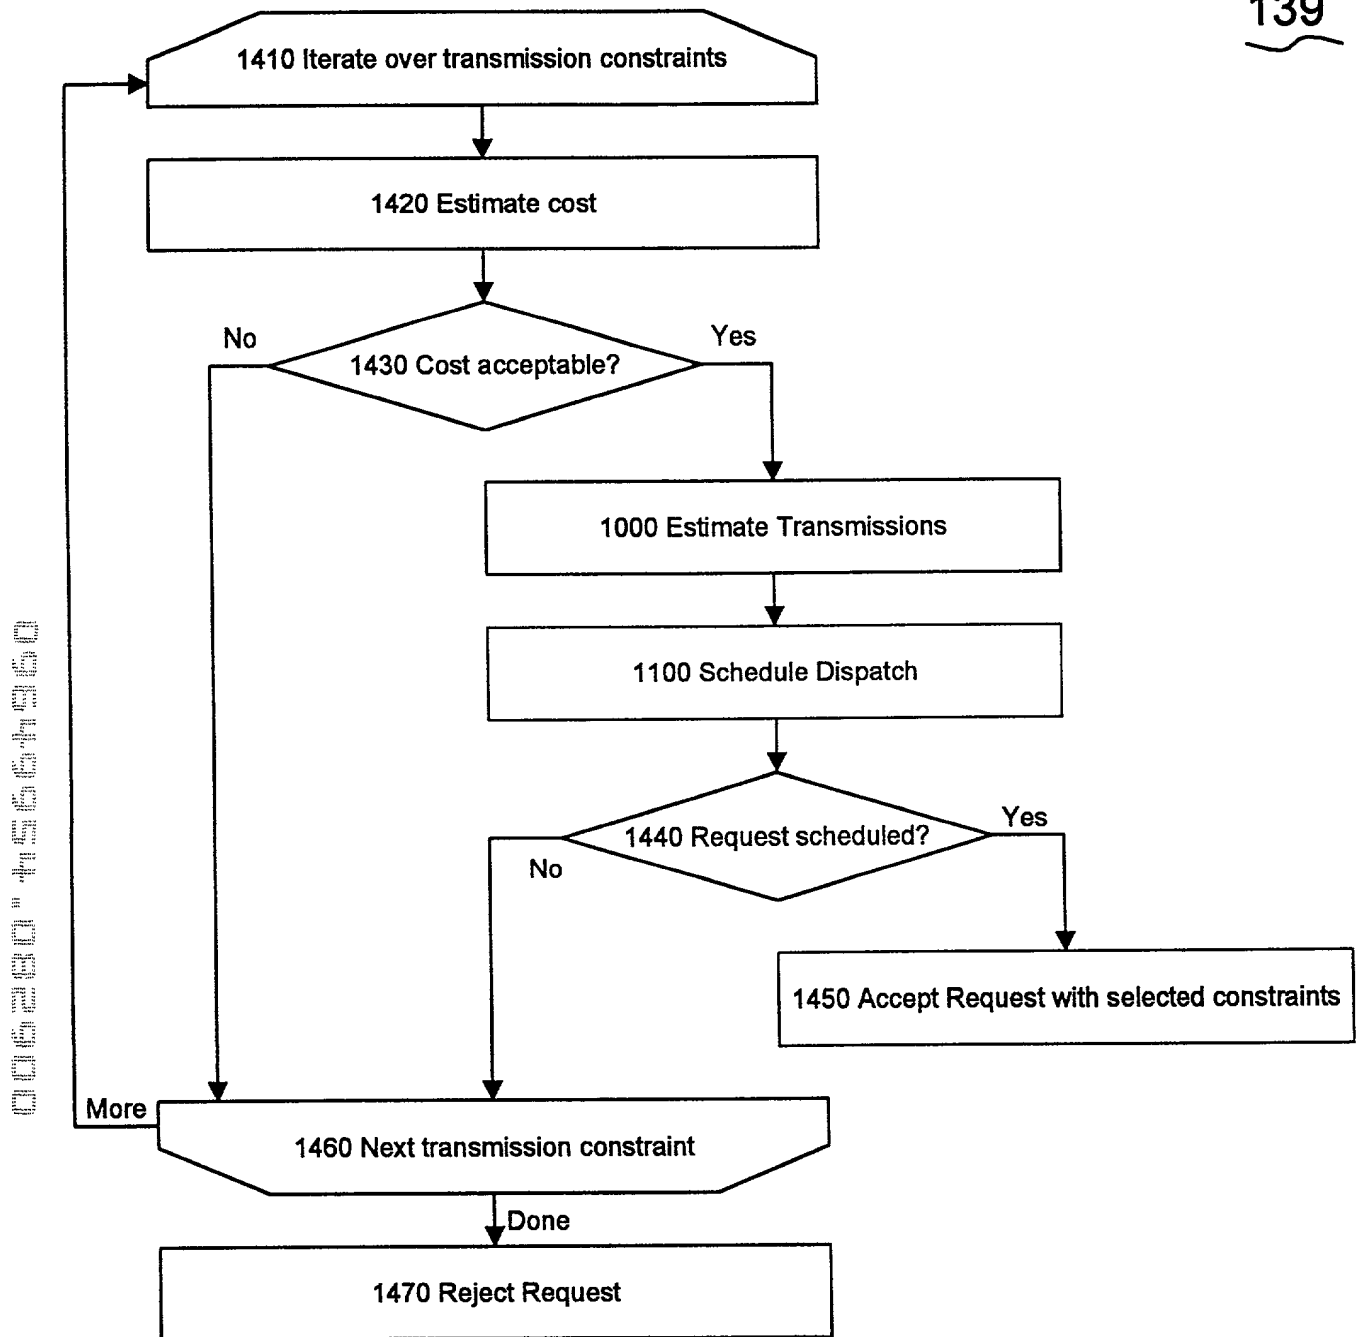 139
1410 Iterate over transmission constraints
1420 Estimate cost
No
Yes
1430 Cost acceptable?
1000 Estimate Transmissions
1100 Schedule Dispatch
Yes
1440 Request scheduled?
No
1450 Accept Request with selected constraints
More
1460 Next transmission constraint
Done
1470 Reject Request